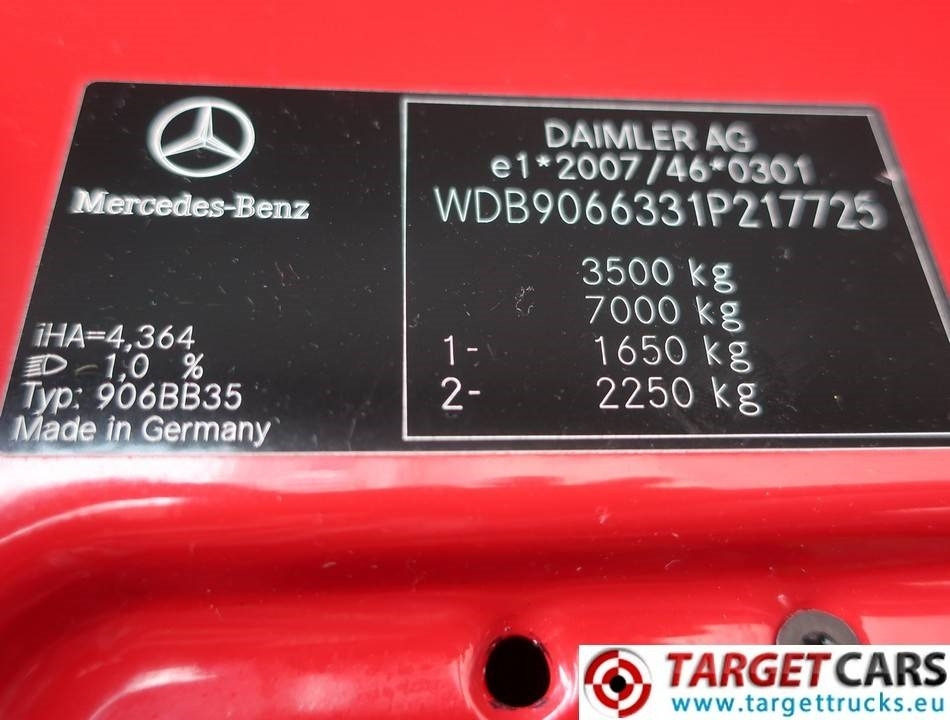 Mercedes-Benz
iHA=4,364
1,0 %
Typ: 906BB35
Made in Germany
DAIMLER AG
e1*2007/46*0301
WDB9066331P217725
3500 kg
7000 kg
1- 1650 kg
2- 2250 kg
TARGET CARS
www.targettrucks.eu